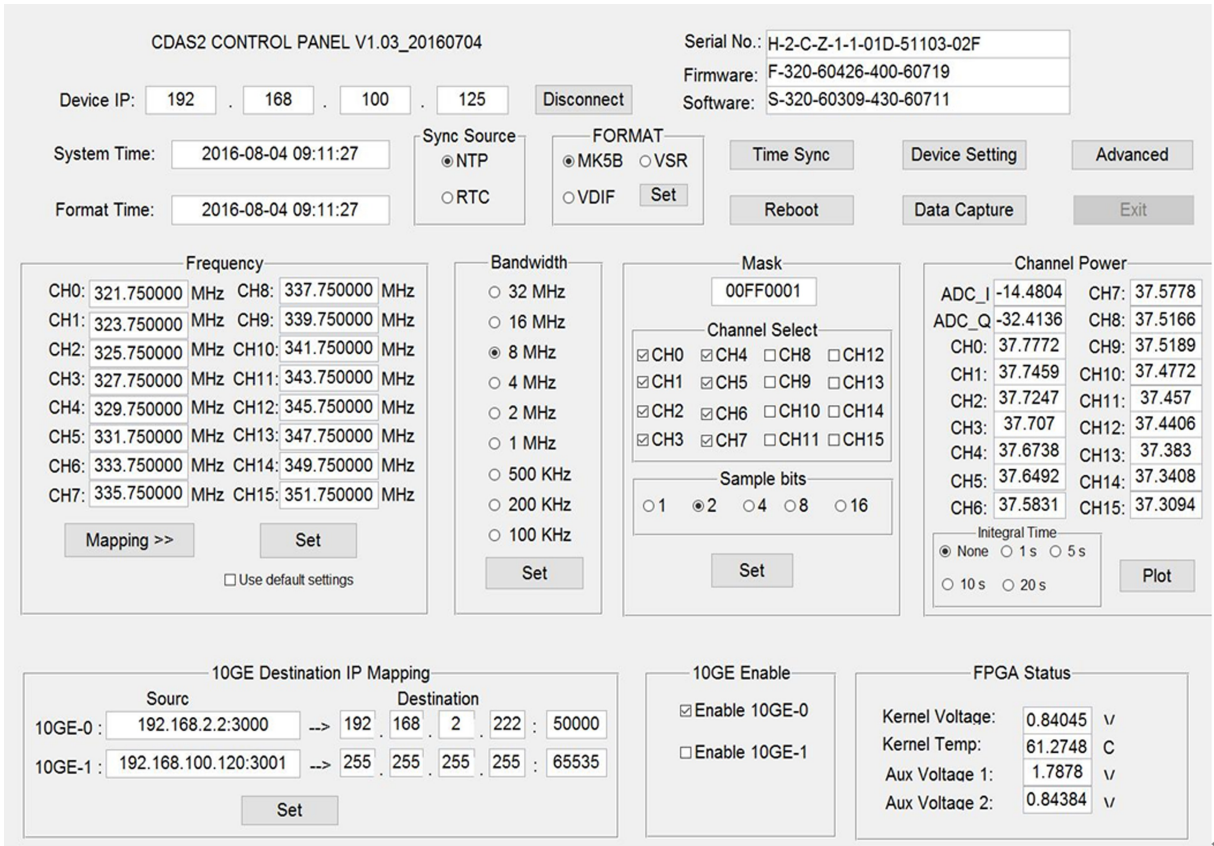 CDAS2 CONTROL PANEL V1.03_20160704
Serial No.: H-2-C-Z-1-1-01D-51103-02F
Firmware: F-320-60426-400-60719
Software: S-320-60309-430-60711
Device IP: 192 . 168 . 100 . 125 Disconnect
System Time: 2016-08-04 09:11:27
Format Time: 2016-08-04 09:11:27
Sync Source
NTP
RTC
FORMAT
MK5B VSR
VDIF Set
Time Sync Device Setting Advanced
Reboot Data Capture Exit
Frequency
CH0: 321.750000 MHz CH8: 337.750000 MHz
CH1: 323.750000 MHz CH9: 339.750000 MHz
CH2: 325.750000 MHz CH10: 341.750000 MHz
CH3: 327.750000 MHz CH11: 343.750000 MHz
CH4: 329.750000 MHz CH12: 345.750000 MHz
CH5: 331.750000 MHz CH13: 347.750000 MHz
CH6: 333.750000 MHz CH14: 349.750000 MHz
CH7: 335.750000 MHz CH15: 351.750000 MHz
Mapping >> Set
Use default settings
Bandwidth
32 MHz
16 MHz
8 MHz
4 MHz
2 MHz
1 MHz
500 KHz
200 KHz
100 KHz
Set
Mask
00FF0001
Channel Select
CH0 CH4 CH8 CH12
CH1 CH5 CH9 CH13
CH2 CH6 CH10 CH14
CH3 CH7 CH11 CH15
Sample bits
1 2 4 8 16
Set
Channel Power
ADC_I -14.4804 CH7: 37.5778
ADC_Q -32.4136 CH8: 37.5166
CH0: 37.7772 CH9: 37.5189
CH1: 37.7459 CH10: 37.4772
CH2: 37.7247 CH11: 37.457
CH3: 37.707 CH12: 37.4406
CH4: 37.6738 CH13: 37.383
CH5: 37.6492 CH14: 37.3408
CH6: 37.5831 CH15: 37.3094
Initegral Time
None 1 s 5 s
10 s 20 s
Plot
10GE Destination IP Mapping
Sourc Destination
10GE-0 : 192.168.2.2:3000 --> 192 . 168 . 2 . 222 : 50000
10GE-1 : 192.168.100.120:3001 --> 255 . 255 . 255 . 255 : 65535
Set
10GE Enable
Enable 10GE-0
Enable 10GE-1
FPGA Status
Kernel Voltage: 0.84045 V
Kernel Temp: 61.2748 C
Aux Voltage 1: 1.7878 V
Aux Voltage 2: 0.84384 V